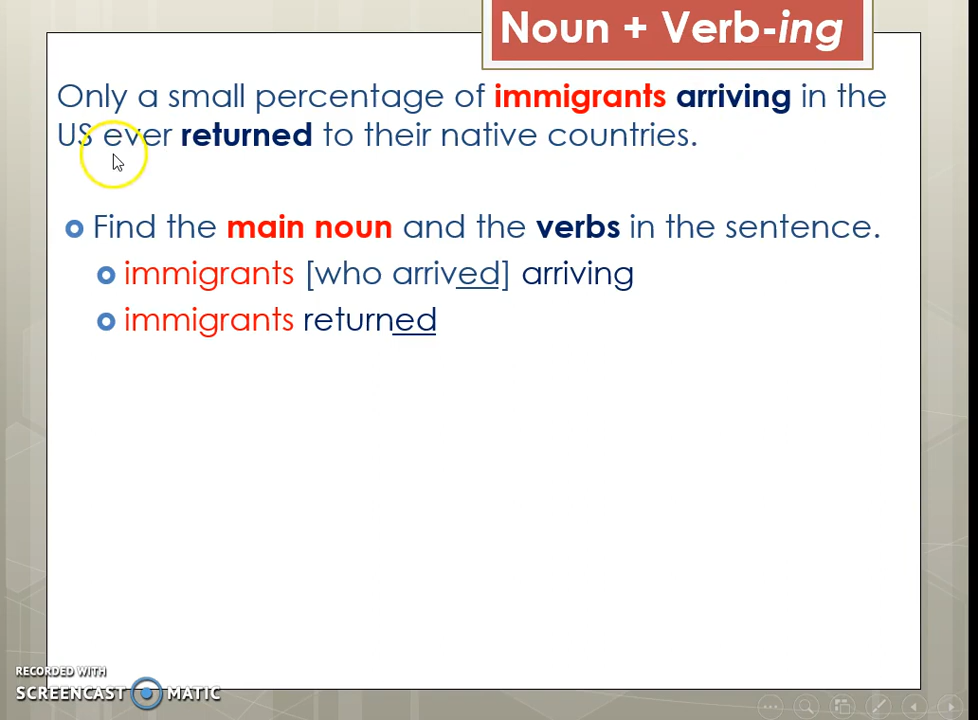 Noun + Verb-ing
Only a small percentage of immigrants arriving in the
US ever returned to their native countries.
Find the main noun and the verbs in the sentence.
immigrants [who arrived] arriving
immigrants returned
RECORDED WITH
SCREENCAST MATIC